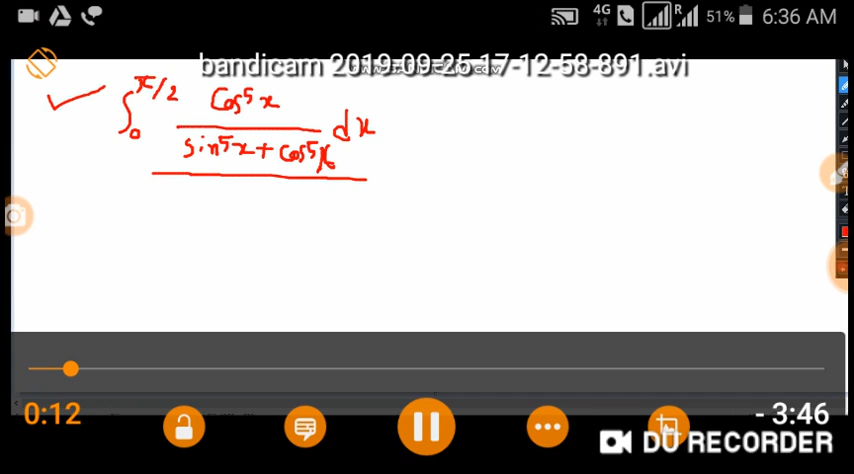 4G R 51% 6:36 AM
bandicam 2019-09-25-17-12-58-891.avi
∫₀^π/2 cos⁵x / (sin⁵x + cos⁵x) dx
0:12 - 3:46
DU RECORDER